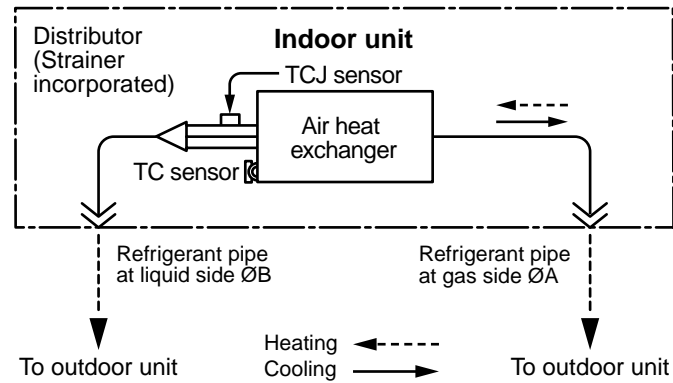 Distributor
(Strainer
incorporated)
Indoor unit
TCJ sensor
Air heat
exchanger
TC sensor
Refrigerant pipe
at liquid side ØB
Refrigerant pipe
at gas side ØA
Heating
Cooling
To outdoor unit
To outdoor unit